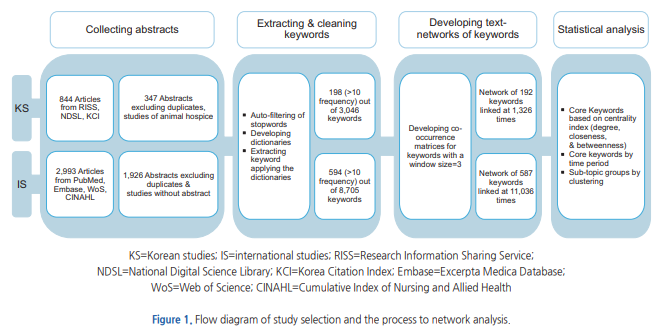 Collecting abstracts
Extracting & cleaning
keywords
Developing text-
networks of keywords
Statistical analysis
KS
844 Articles
from RISS,
NDSL, KCI
347 Abstracts
excluding duplicates,
studies of animal hospice
IS
2,993 Articles
from PubMed,
Embase, WoS,
CINAHL
1,926 Abstracts excluding
duplicates &
studies without abstract
▪ Auto-filtering of
stopwords
▪ Developing
dictionaries
▪ Extracting
keyword
applying the
dictionaries
198 (>10
frequency) out
of 3,046
keywords
594 (>10
frequency) out
of 8,705
keywords
Developing co-
occurrence
matrices for
keywords with a
window size=3
Network of 192
keywords
linked at 1,326
times
Network of 587
keywords
linked at 11,036
times
▪ Core Keywords
based on centrality
index (degree,
closeness,
& betweenness)
▪ Core keywords by
time period
▪ Sub-topic groups by
clustering
KS=Korean studies; IS=international studies; RISS=Research Information Sharing Service;
NDSL=National Digital Science Library; KCI=Korea Citation Index; Embase=Excerpta Medica Database;
WoS=Web of Science; CINAHL=Cumulative Index of Nursing and Allied Health
Figure 1. Flow diagram of study selection and the process to network analysis.